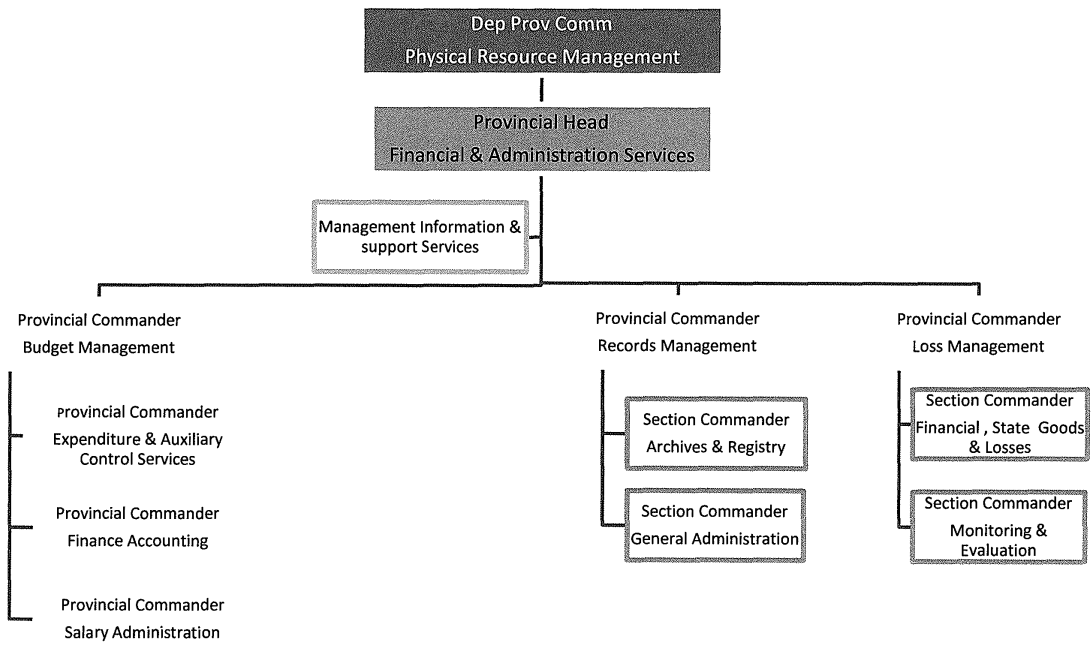 Dep Prov Comm
Physical Resource Management
Provincial Head
Financial & Administration Services
Management Information &
support Services
Provincial Commander
Budget Management
Provincial Commander
Expenditure & Auxiliary
Control Services
Provincial Commander
Finance Accounting
Provincial Commander
Salary Administration
Provincial Commander
Records Management
Section Commander
Archives & Registry
Section Commander
General Administration
Provincial Commander
Loss Management
Section Commander
Financial , State Goods
& Losses
Section Commander
Monitoring &
Evaluation